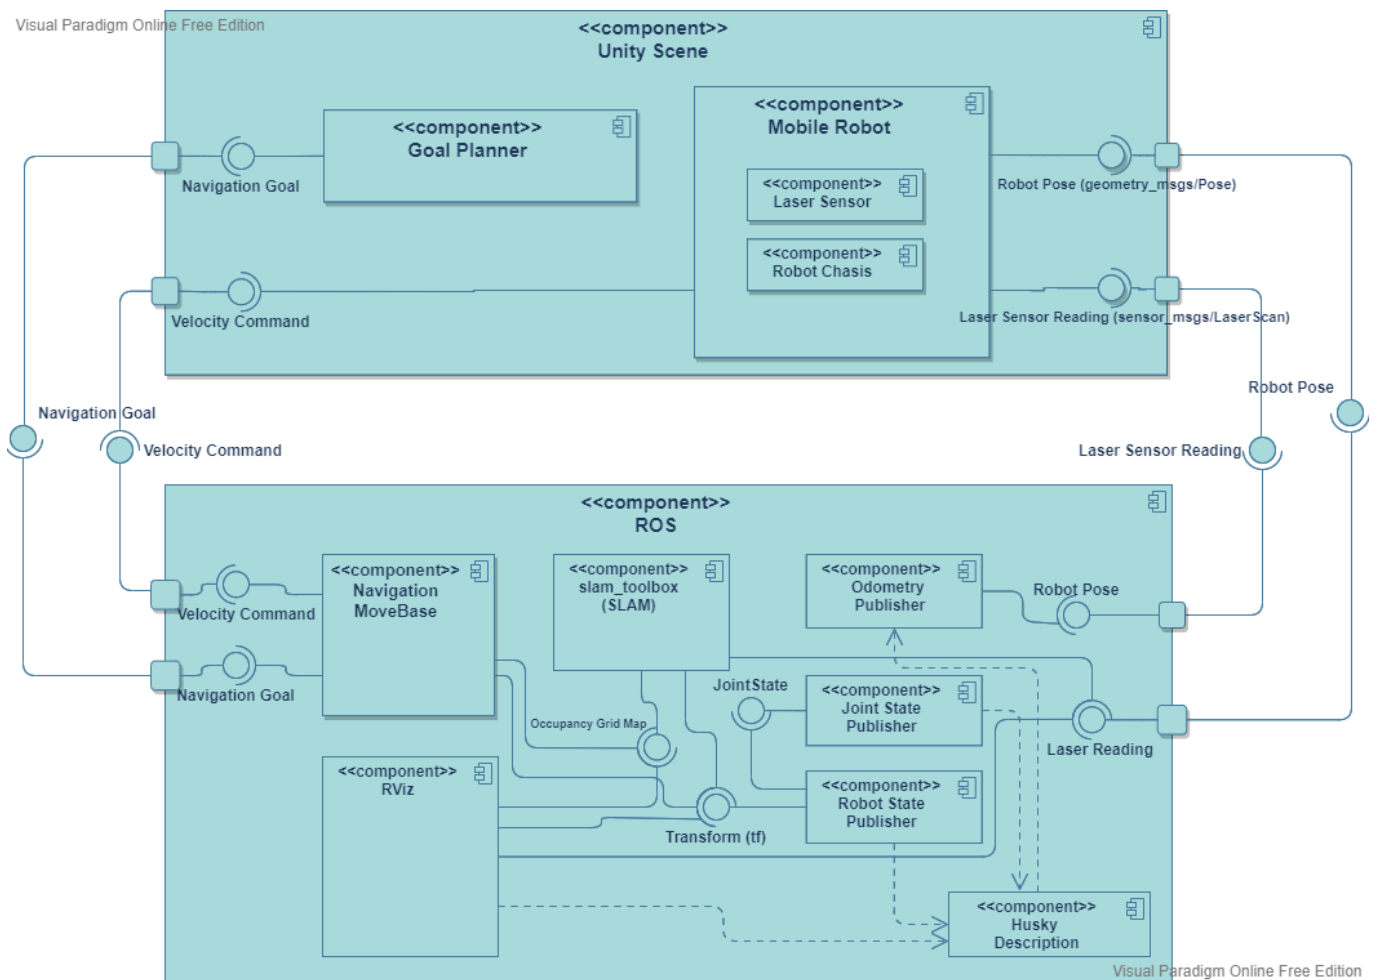 Visual Paradigm Online Free Edition
<<component>>
Unity Scene
<<component>>
Goal Planner
<<component>>
Mobile Robot
<<component>>
Laser Sensor
<<component>>
Robot Chasis
Navigation Goal
Velocity Command
Robot Pose (geometry_msgs/Pose)
Laser Sensor Reading (sensor_msgs/LaserScan)
Navigation Goal
Velocity Command
Robot Pose
Laser Sensor Reading
<<component>>
ROS
<<component>>
Navigation
MoveBase
<<component>>
slam_toolbox
(SLAM)
<<component>>
Odometry
Publisher
Robot Pose
Velocity Command
Navigation Goal
JointState
<<component>>
Joint State
Publisher
Occupancy Grid Map
Laser Reading
<<component>>
RViz
<<component>>
Robot State
Publisher
Transform (tf)
<<component>>
Husky
Description
Visual Paradigm Online Free Edition